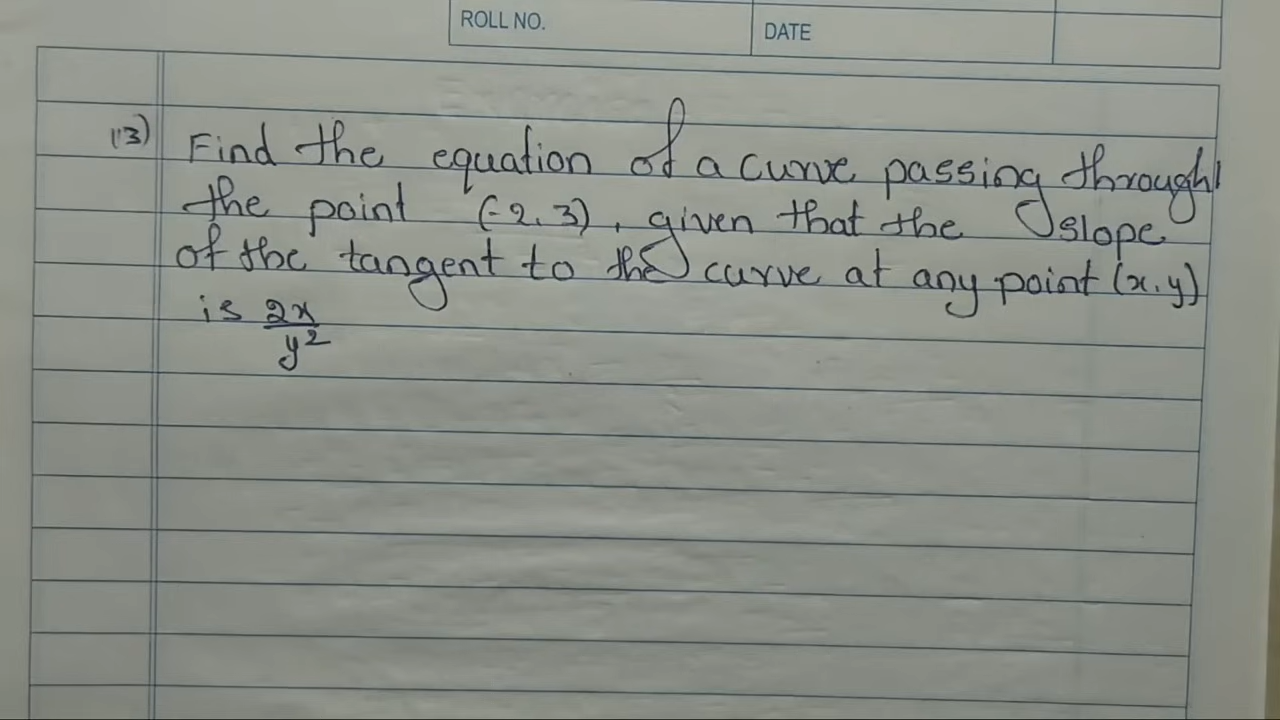 ROLL NO.
DATE
13) Find the equation of a curve passing through
the point (-2,3), given that the slope
of the tangent to the curve at any point (x,y)
is 2x/y²